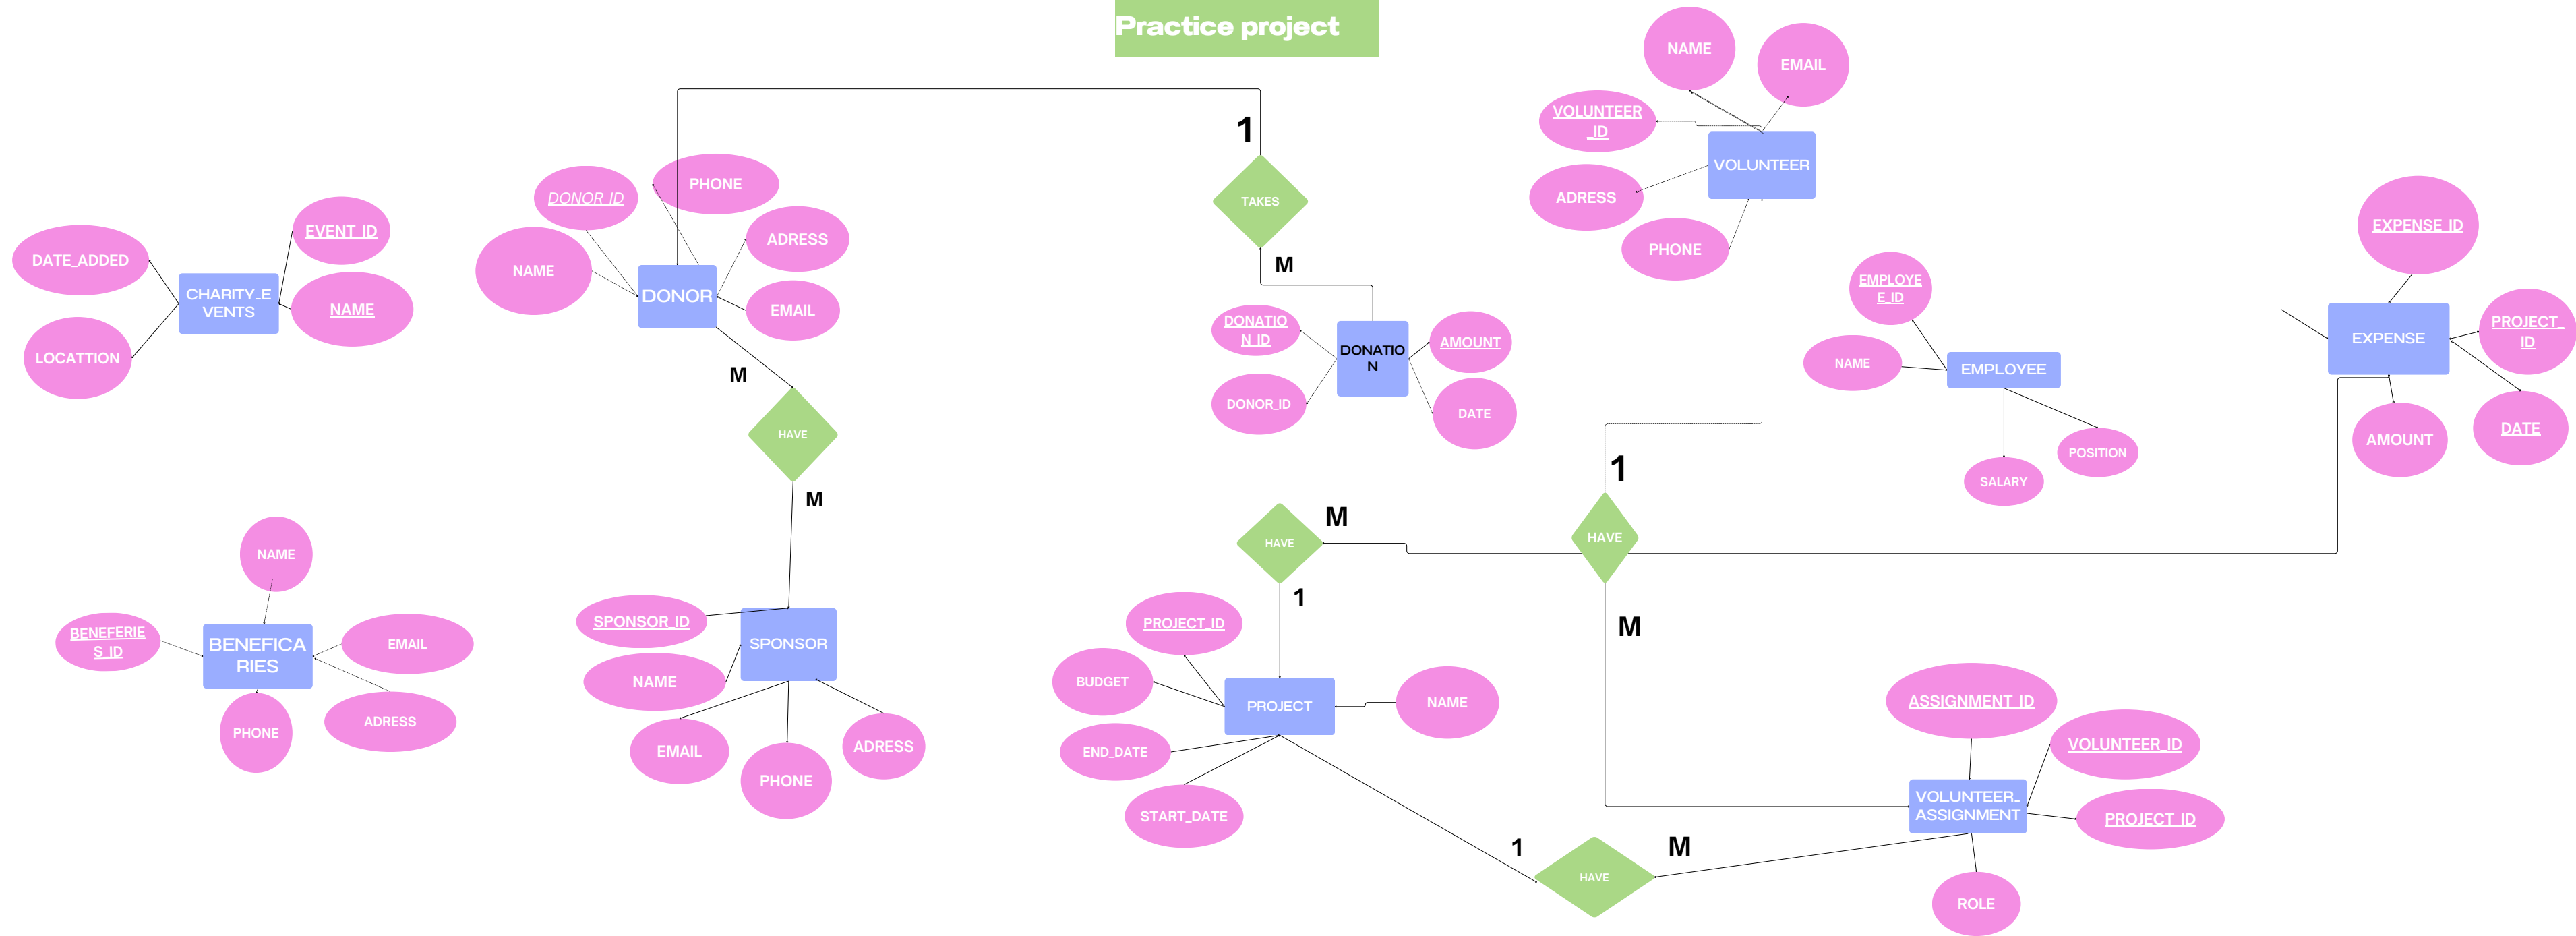 Practice project
NAME
EMAIL
VOLUNTEER
_ID
VOLUNTEER
ADRESS
PHONE
1
TAKES
M
DONOR_ID
PHONE
NAME
ADRESS
DONOR
EMAIL
M
HAVE
M
DATE_ADDED
EVENT_ID
CHARITY_E
VENTS
NAME
LOCATTION
DONATIO
N_ID
AMOUNT
DONATIO
N
DONOR_ID
DATE
EMPLOYE
E_ID
NAME
EMPLOYEE
SALARY
POSITION
EXPENSE_ID
EXPENSE
PROJECT_
ID
AMOUNT
DATE
1
HAVE
M
HAVE
M
1
NAME
BENEFERIE
S_ID
BENEFICA
RIES
EMAIL
PHONE
ADRESS
SPONSOR_ID
SPONSOR
NAME
EMAIL
PHONE
ADRESS
PROJECT_ID
BUDGET
PROJECT
NAME
END_DATE
START_DATE
1
HAVE
M
ASSIGNMENT_ID
VOLUNTEER_ID
VOLUNTEER_
ASSIGNMENT
PROJECT_ID
ROLE